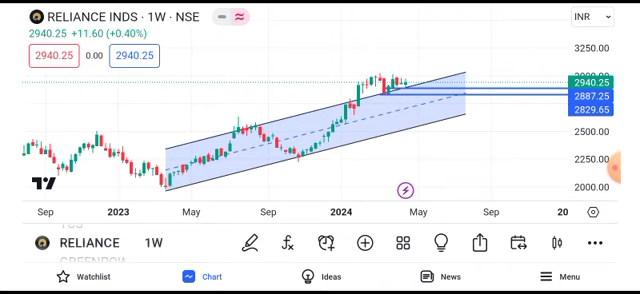 RELIANCE INDS · 1W · NSE
INR
2940.25 +11.60 (+0.40%)
2940.25 0.00 2940.25
3250.00
3000.00
2940.25
2887.25
2829.65
2500.00
2250.00
2000.00
Sep 2023 May Sep 2024 May Sep 20
RELIANCE 1W
Watchlist Chart Ideas News Menu